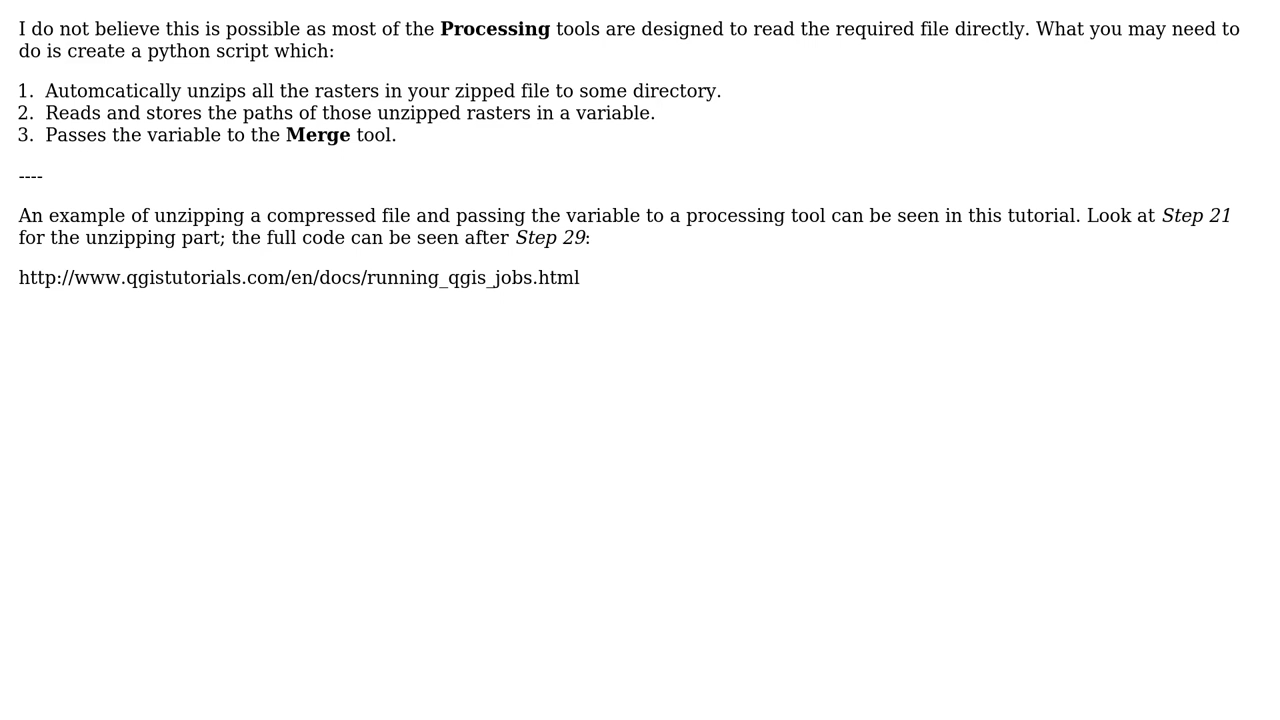 I do not believe this is possible as most of the Processing tools are designed to read the required file directly. What you may need to
do is create a python script which:
1. Automcatically unzips all the rasters in your zipped file to some directory.
2. Reads and stores the paths of those unzipped rasters in a variable.
3. Passes the variable to the Merge tool.
----
An example of unzipping a compressed file and passing the variable to a processing tool can be seen in this tutorial. Look at Step 21
for the unzipping part; the full code can be seen after Step 29:
http://www.qgistutorials.com/en/docs/running_qgis_jobs.html